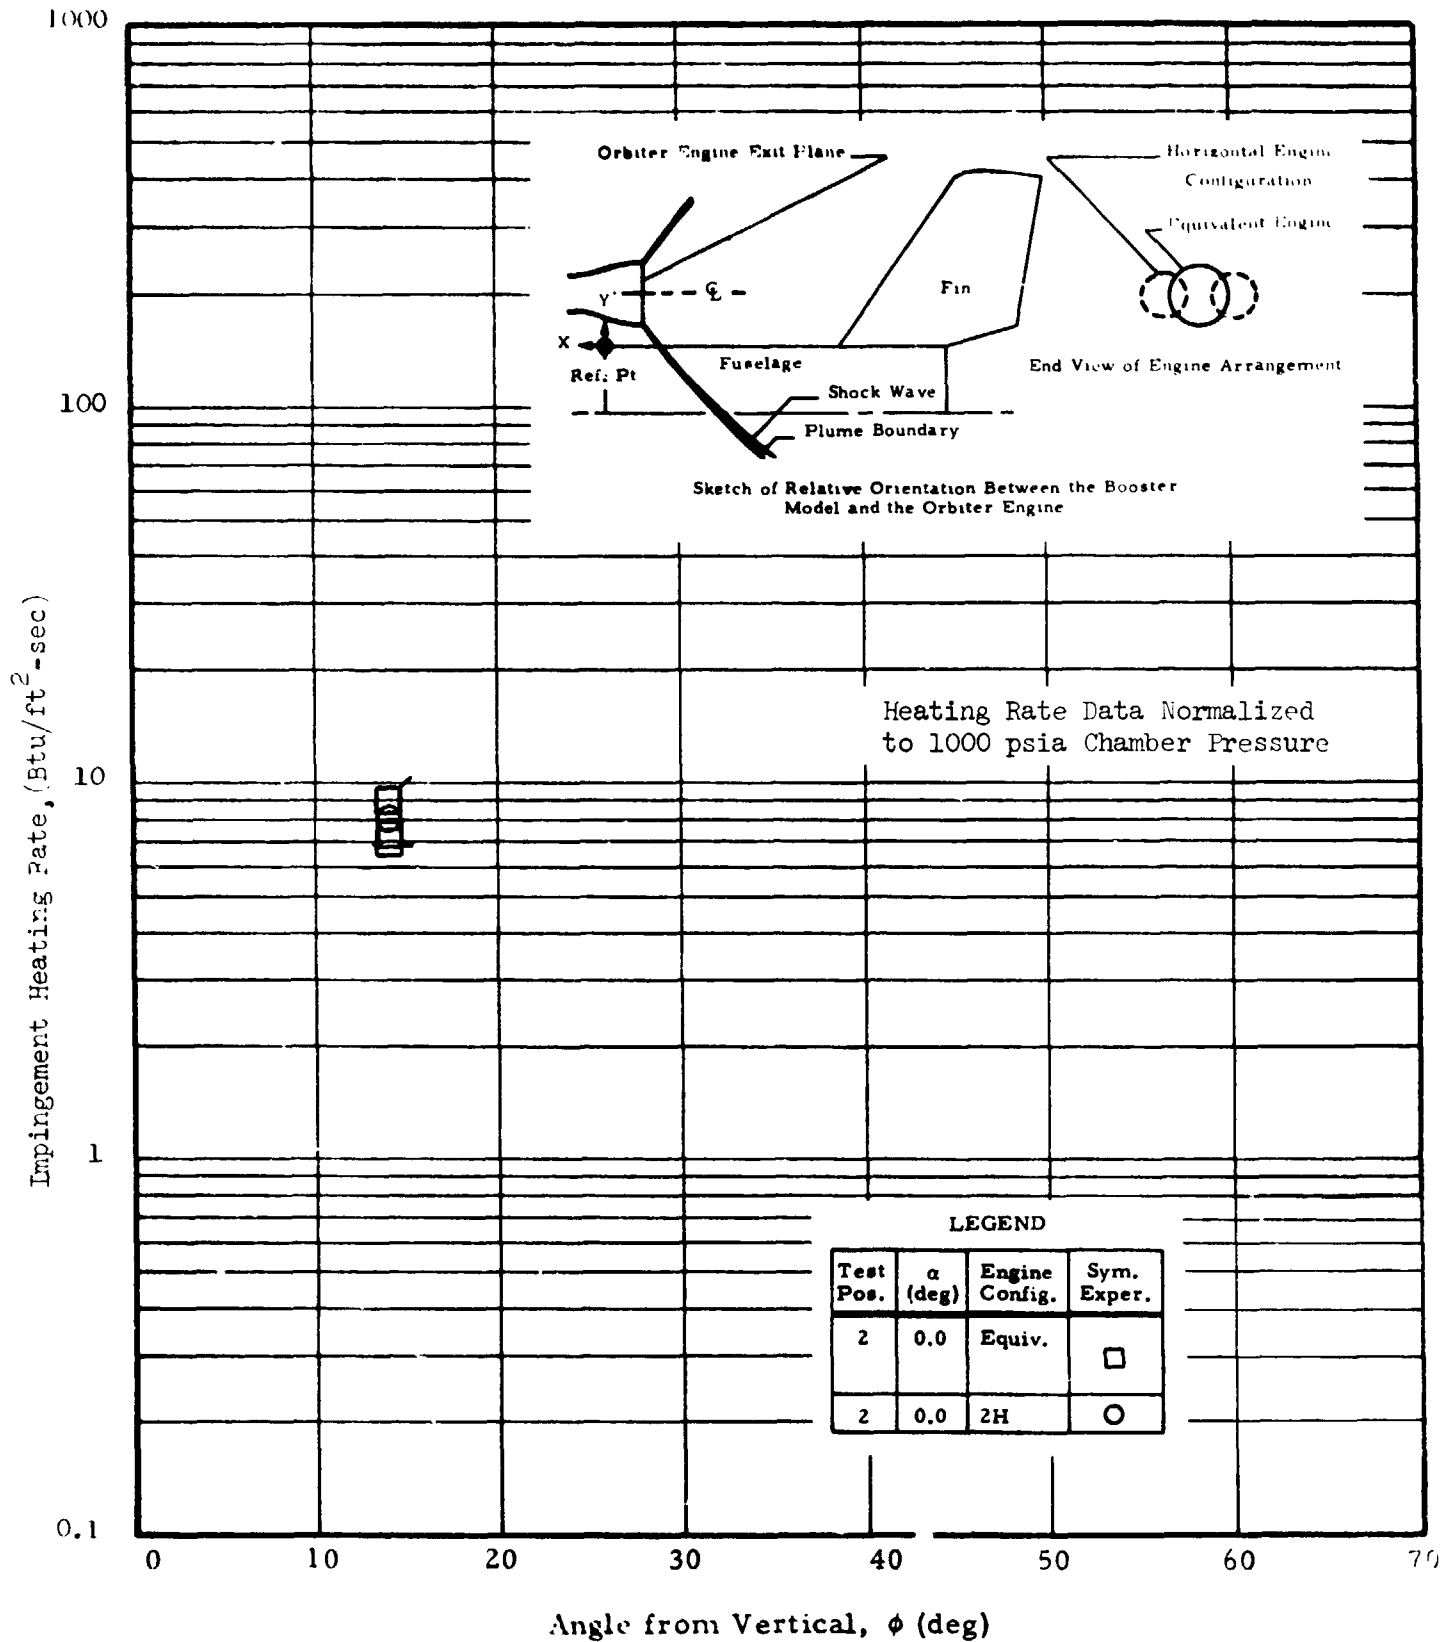 1000
100
10
1
0.1
Impingement Heating Rate, (Btu/ft²-sec)
Orbiter Engine Exit Plane
Horizontal Engine
Configuration
Equivalent Engine
Y
℄
Fin
X
Ref. Pt
Fuselage
End View of Engine Arrangement
Shock Wave
Plume Boundary
Sketch of Relative Orientation Between the Booster
Model and the Orbiter Engine
Heating Rate Data Normalized
to 1000 psia Chamber Pressure
LEGEND
Test Pos. α (deg) Engine Config. Sym. Exper.
2 0.0 Equiv.
2 0.0 2H
0 10 20 30 40 50 60 70
Angle from Vertical, ϕ (deg)